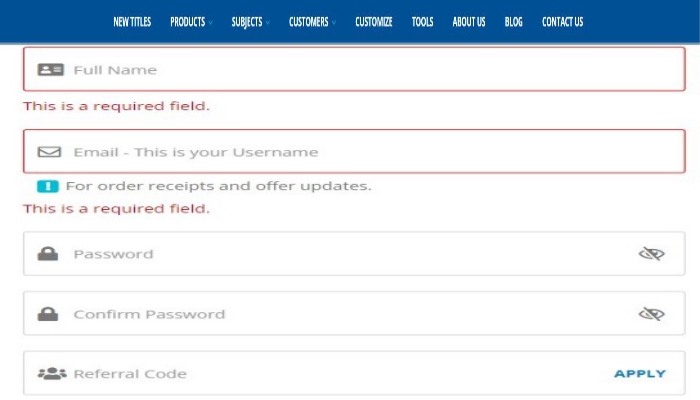 NEW TITLES PRODUCTS SUBJECTS CUSTOMERS CUSTOMIZE TOOLS ABOUT US BLOG CONTACT US
Full Name
This is a required field.
Email - This is your Username
! For order receipts and offer updates.
This is a required field.
Password
Confirm Password
Referral Code APPLY